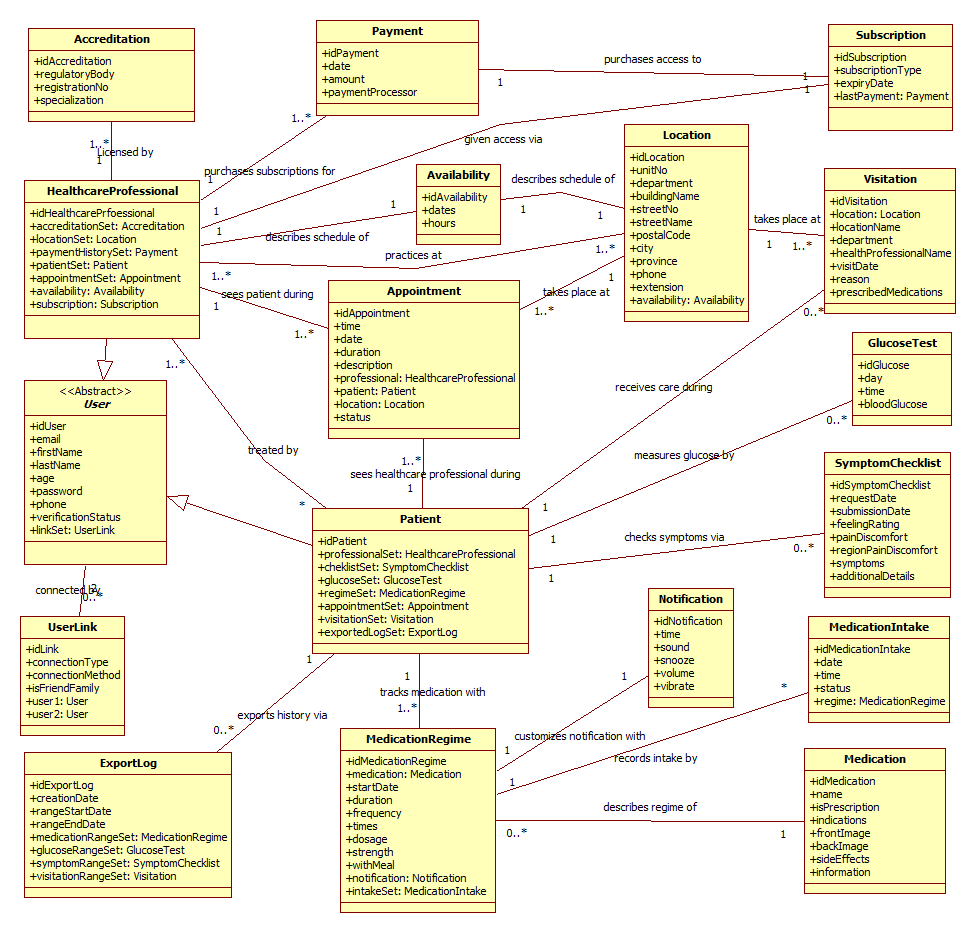 Accreditation
+idAccreditation
+regulatoryBody
+registrationNo
+specialization
Payment
+idPayment
+date
+amount
+paymentProcessor
Subscription
+idSubscription
+subscriptionType
+expiryDate
+lastPayment: Payment
purchases access to
1
1
1..*
1
Licensed by
1..*
1
purchases subscriptions for
given access via
1
1
HealthcareProfessional
+idHealthcarePrfoessional
+accreditationSet: Accreditation
+locationSet: Location
+paymentHistorySet: Payment
+patientSet: Patient
+appointmentSet: Appointment
+availability: Availability
+subscription: Subscription
Availability
+idAvailability
+dates
+hours
describes schedule of
1
1
describes schedule of
1
1
practices at
1..*
1..*
Location
+idLocation
+unitNo
+department
+buildingName
+streetNo
+streetName
+postalCode
+city
+province
+phone
+extension
+availability: Availability
takes place at
1
1..*
Visitation
+idVisitation
+location: Location
+locationName
+department
+healthProfessionalName
+visitDate
+reason
+prescribedMedications
sees patient during
1
1..*
takes place at
1
1..*
Appointment
+idAppointment
+time
+date
+duration
+description
+professional: HealthcareProfessional
+patient: Patient
+location: Location
+status
0..*
receives care during
1
GlucoseTest
+idGlucose
+day
+time
+bloodGlucose
0..*
measures glucose by
1
<<Abstract>>
User
+idUser
+email
+firstName
+lastName
+age
+password
+phone
+verificationStatus
+linkSet: UserLink
1..*
treated by
*
1..*
sees healthcare professional during
1
SymptomChecklist
+idSymptomChecklist
+requestDate
+submissionDate
+feelingRating
+painDiscomfort
+regionPainDiscomfort
+symptoms
+additionalDetails
checks symptoms via
0..*
1
Patient
+idPatient
+professionalSet: HealthcareProfessional
+cheklistSet: SymptomChecklist
+glucoseSet: GlucoseTest
+regimeSet: MedicationRegime
+appointmentSet: Appointment
+visitationSet: Visitation
+exportedLogSet: ExportLog
connected by
2
0..*
UserLink
+idLink
+connectionType
+connectionMethod
+isFriendFamily
+user1: User
+user2: User
Notification
+idNotification
+time
+sound
+snooze
+volume
+vibrate
MedicationIntake
+idMedicationIntake
+date
+time
+status
+regime: MedicationRegime
1
exports history via
0..*
1
tracks medication with
1..*
1
customizes notification with
1
*
records intake by
1
ExportLog
+idExportLog
+creationDate
+rangeStartDate
+rangeEndDate
+medicationRangeSet: MedicationRegime
+glucoseRangeSet: GlucoseTest
+symptomRangeSet: SymptomChecklist
+visitationRangeSet: Visitation
MedicationRegime
+idMedicationRegime
+medication: Medication
+startDate
+duration
+frequency
+times
+dosage
+strength
+withMeal
+notification: Notification
+intakeSet: MedicationIntake
describes regime of
0..*
1
Medication
+idMedication
+name
+isPrescription
+indications
+frontImage
+backImage
+sideEffects
+information